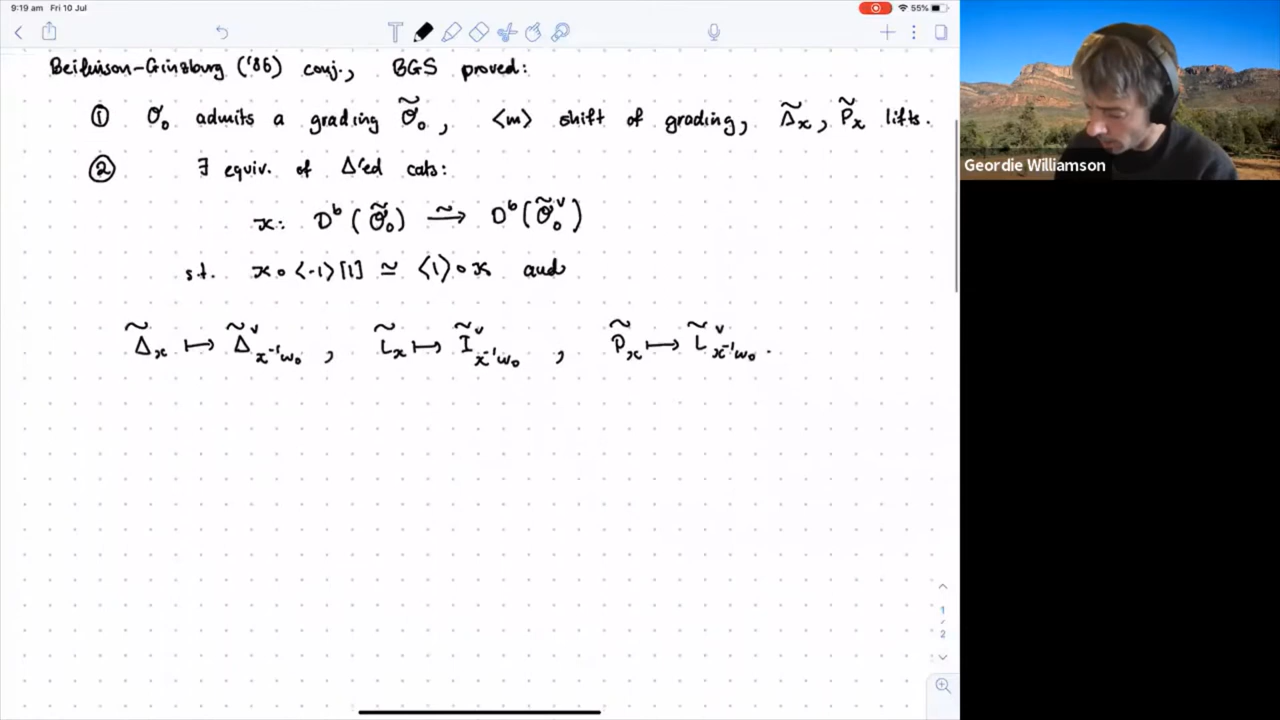 9:19 am Fri 10 Jul
55%
Beilinson-Ginzburg ('86) conj., BGS proved:
① O₀ admits a grading Õ₀, <m> shift of grading, Δ̃ₓ, P̃ₓ lifts.
② ∃ equiv. of Δ'ed cats:
ϰ: Dᵇ(Õ₀) ⥲ Dᵇ(Õ₀^∨)
s.t. ϰ∘<-1>[1] ≃ <1>∘ϰ and
Δ̃ₓ ↦ Δ̃^∨_{x⁻¹w₀}, L̃ₓ ↦ Ĩ^∨_{x⁻¹w₀}, P̃ₓ ↦ L̃^∨_{x⁻¹w₀}.
Geordie Williamson
1
/
2